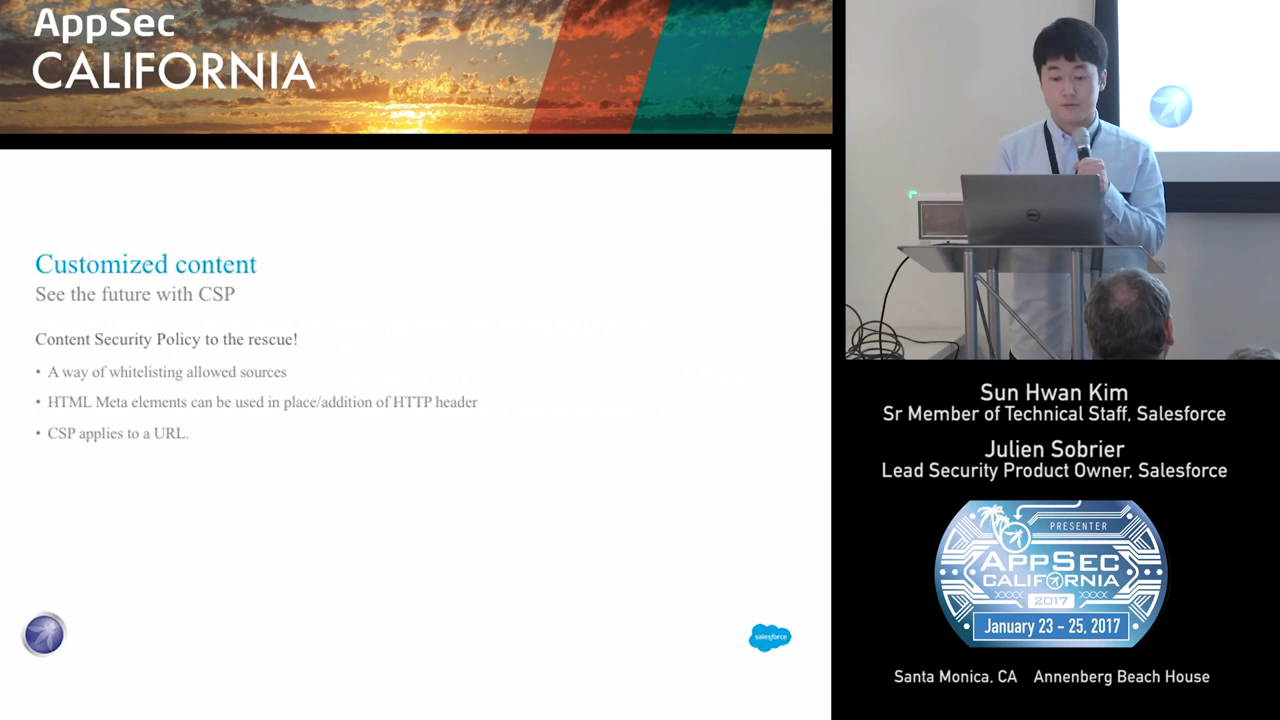 AppSec
CALIFORNIA
Customized content
See the future with CSP
Content Security Policy to the rescue!
• A way of whitelisting allowed sources
• HTML Meta elements can be used in place/addition of HTTP header
• CSP applies to a URL.
salesforce
DELL
Sun Hwan Kim
Sr Member of Technical Staff, Salesforce
Julien Sobrier
Lead Security Product Owner, Salesforce
PRESENTER
APPSEC
CALIFORNIA
2017
January 23 - 25, 2017
Santa Monica, CA Annenberg Beach House